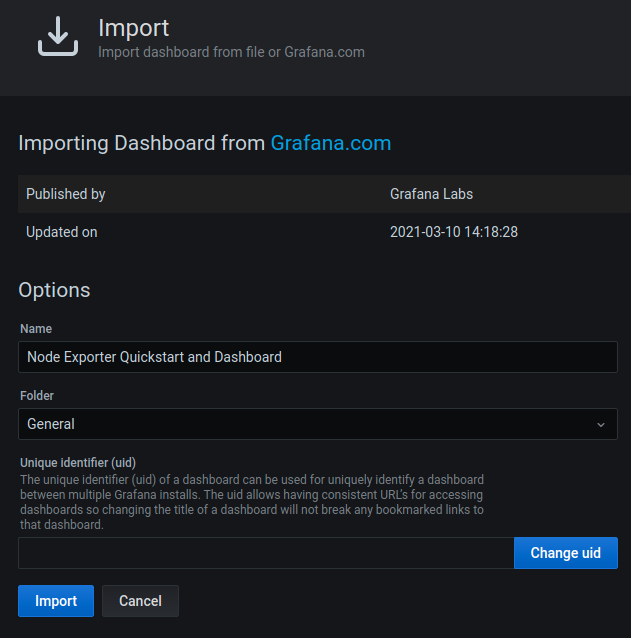 Import
Import dashboard from file or Grafana.com
Importing Dashboard from Grafana.com
Published by Grafana Labs
Updated on 2021-03-10 14:18:28
Options
Name
Node Exporter Quickstart and Dashboard
Folder
General
Unique identifier (uid)
The unique identifier (uid) of a dashboard can be used for uniquely identify a dashboard
between multiple Grafana installs. The uid allows having consistent URL's for accessing
dashboards so changing the title of a dashboard will not break any bookmarked links to
that dashboard.
Change uid
Import Cancel